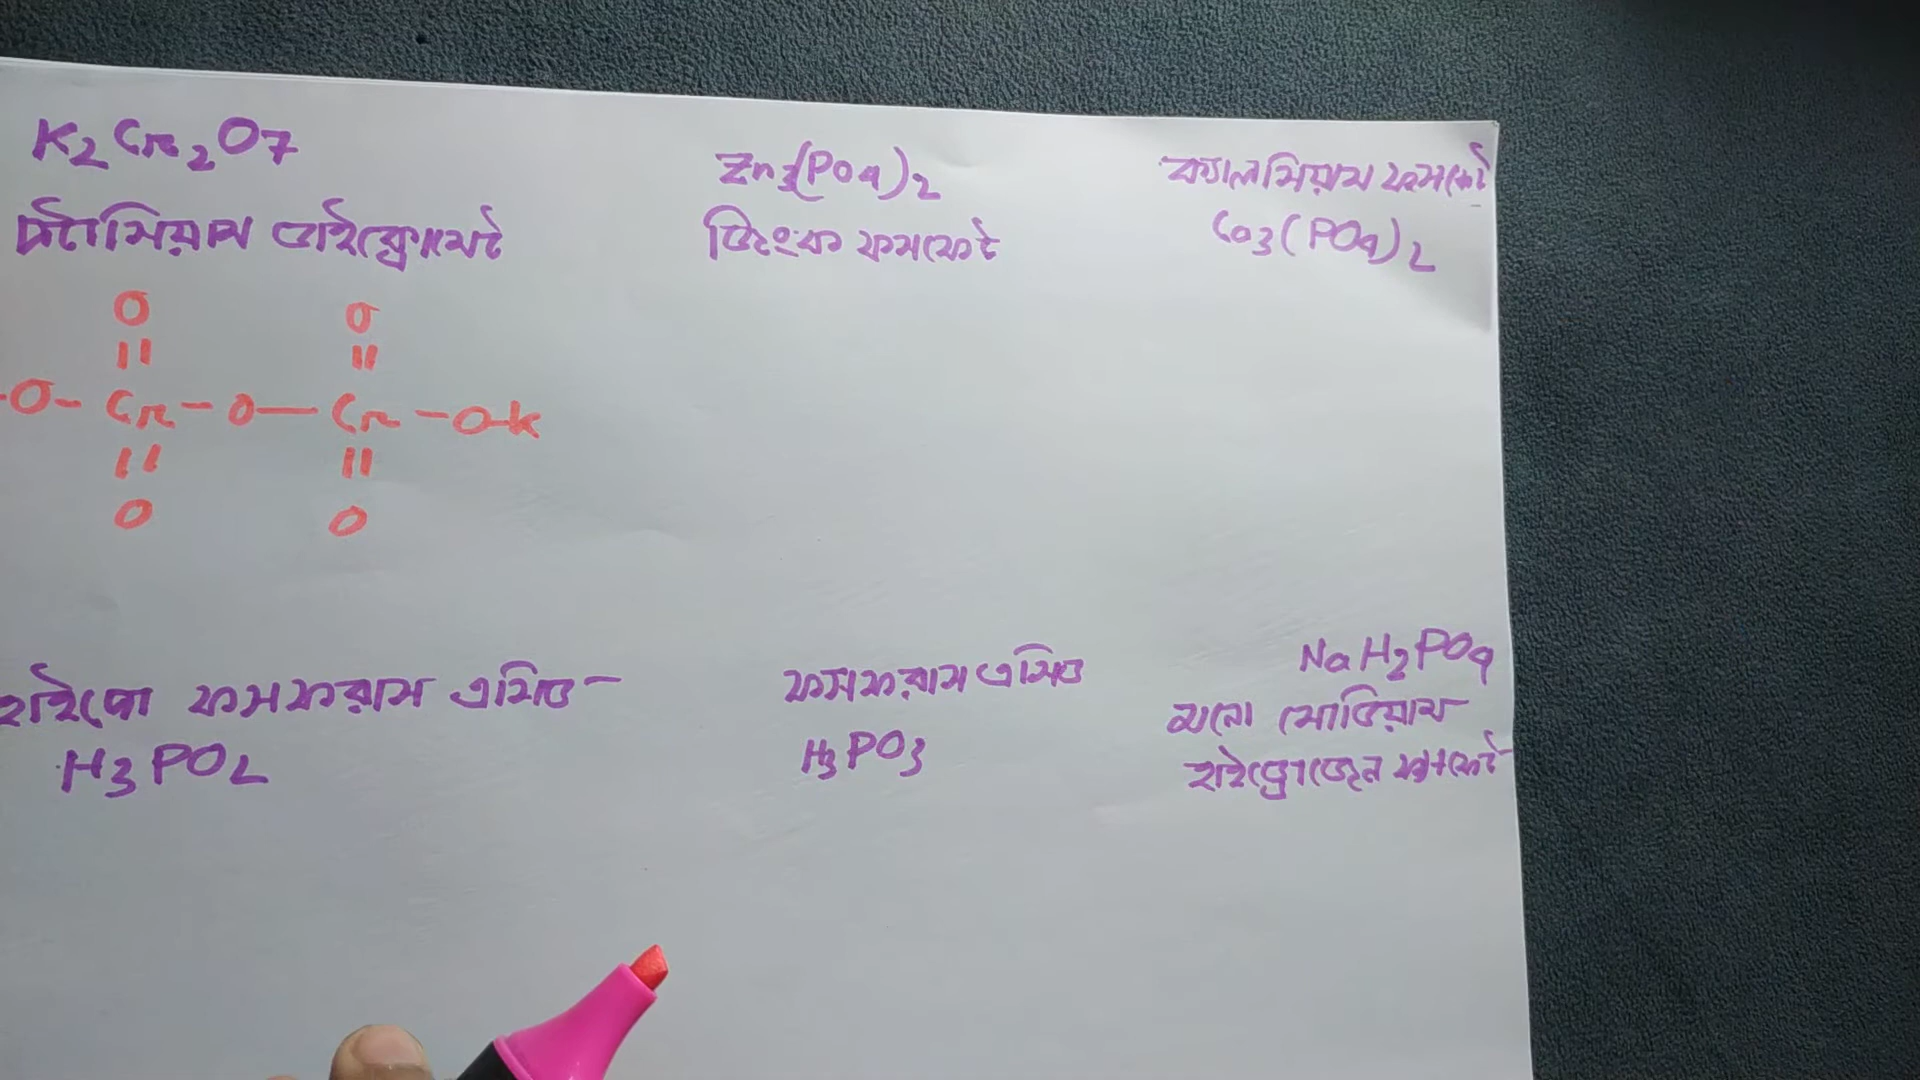 K2Cr2O7
পটাসিয়াম ডাইক্রোমেট
O O
|| ||
-O- Cr - O — Cr - O-K
|| ||
O O
Zn3(PO4)2
জিংক ফসফেট
ক্যালসিয়াম ফসফেট
Ca3(PO4)2
হাইপো ফসফরাস এসিড
H3PO2
ফসফরাস এসিড
H3PO3
NaH2PO4
মনো সোডিয়াম
হাইড্রোজেন ফসফেট